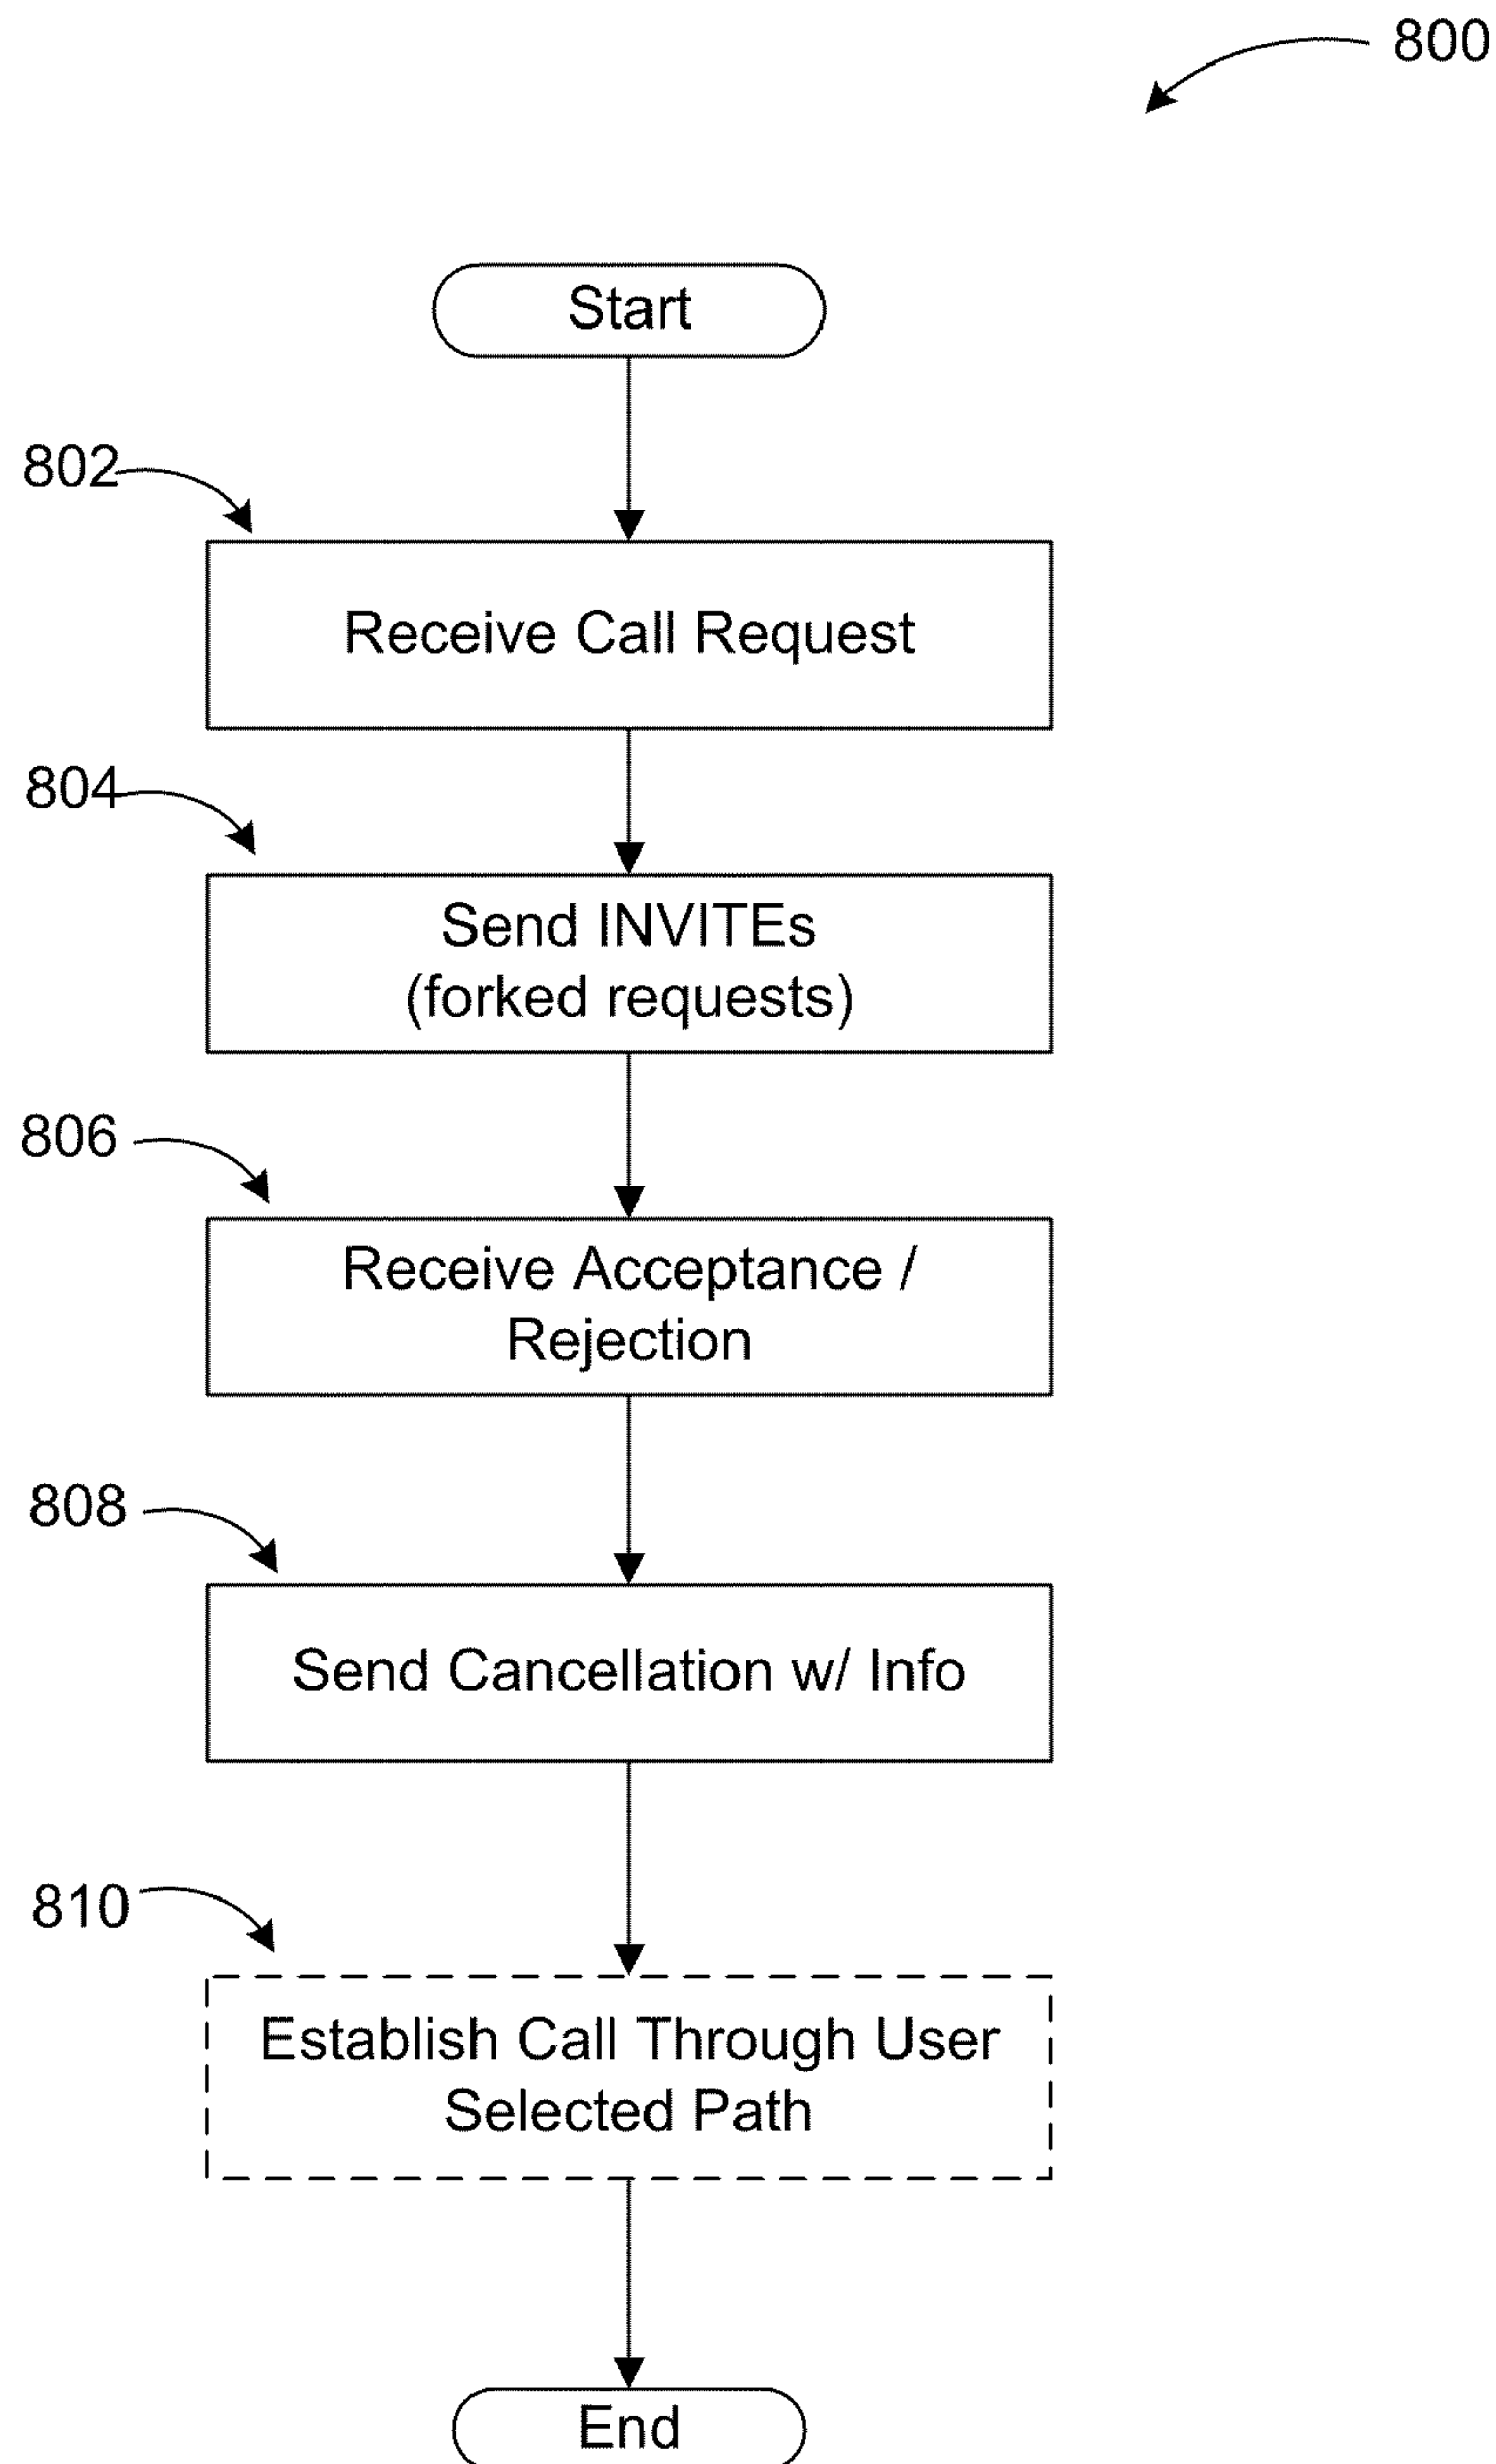 800
Start
802
Receive Call Request
804
Send INVITEs
(forked requests)
806
Receive Acceptance /
Rejection
808
Send Cancellation w/ Info
810
Establish Call Through User
Selected Path
End